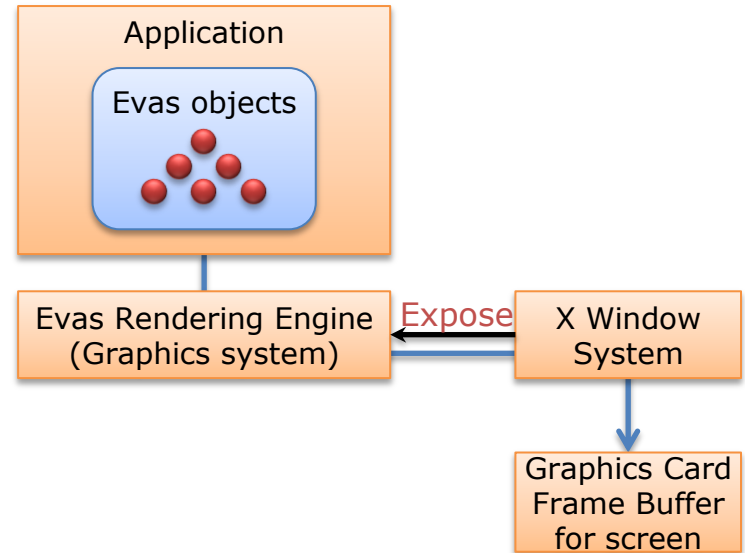 Application
Evas objects
Evas Rendering Engine
(Graphics system)
Expose
X Window
System
Graphics Card
Frame Buffer
for screen